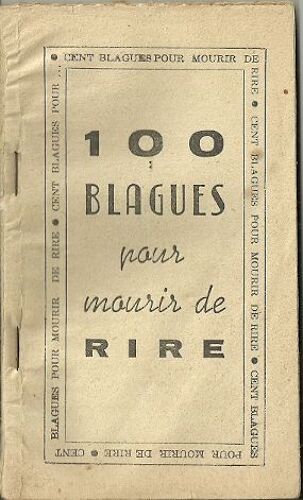 CENT BLAGUES POUR MOURIR DE RIRE
CENT BLAGUES POUR MOURIR DE RIRE • CENT BLAGUES
POUR MOURIR DE RIRE • CENT
BLAGUES POUR MOURIR DE RIRE • CENT BLAGUES POUR ...
100
BLAGUES
pour
mourir de
RIRE